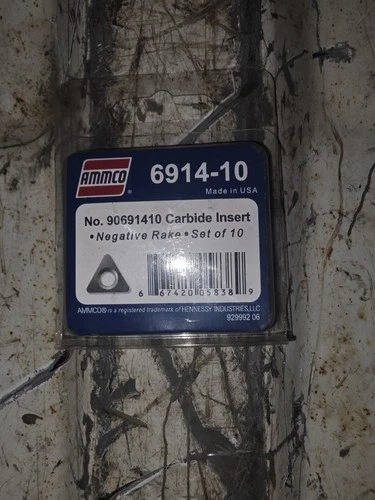 AMMCO®
6914-10
Made in USA
No. 90691410 Carbide Insert
•Negative Rake•Set of 10
6 67420 05838 9
AMMCO® is a registered trademark of HENNESSY INDUSTRIES,LLC
929992 06